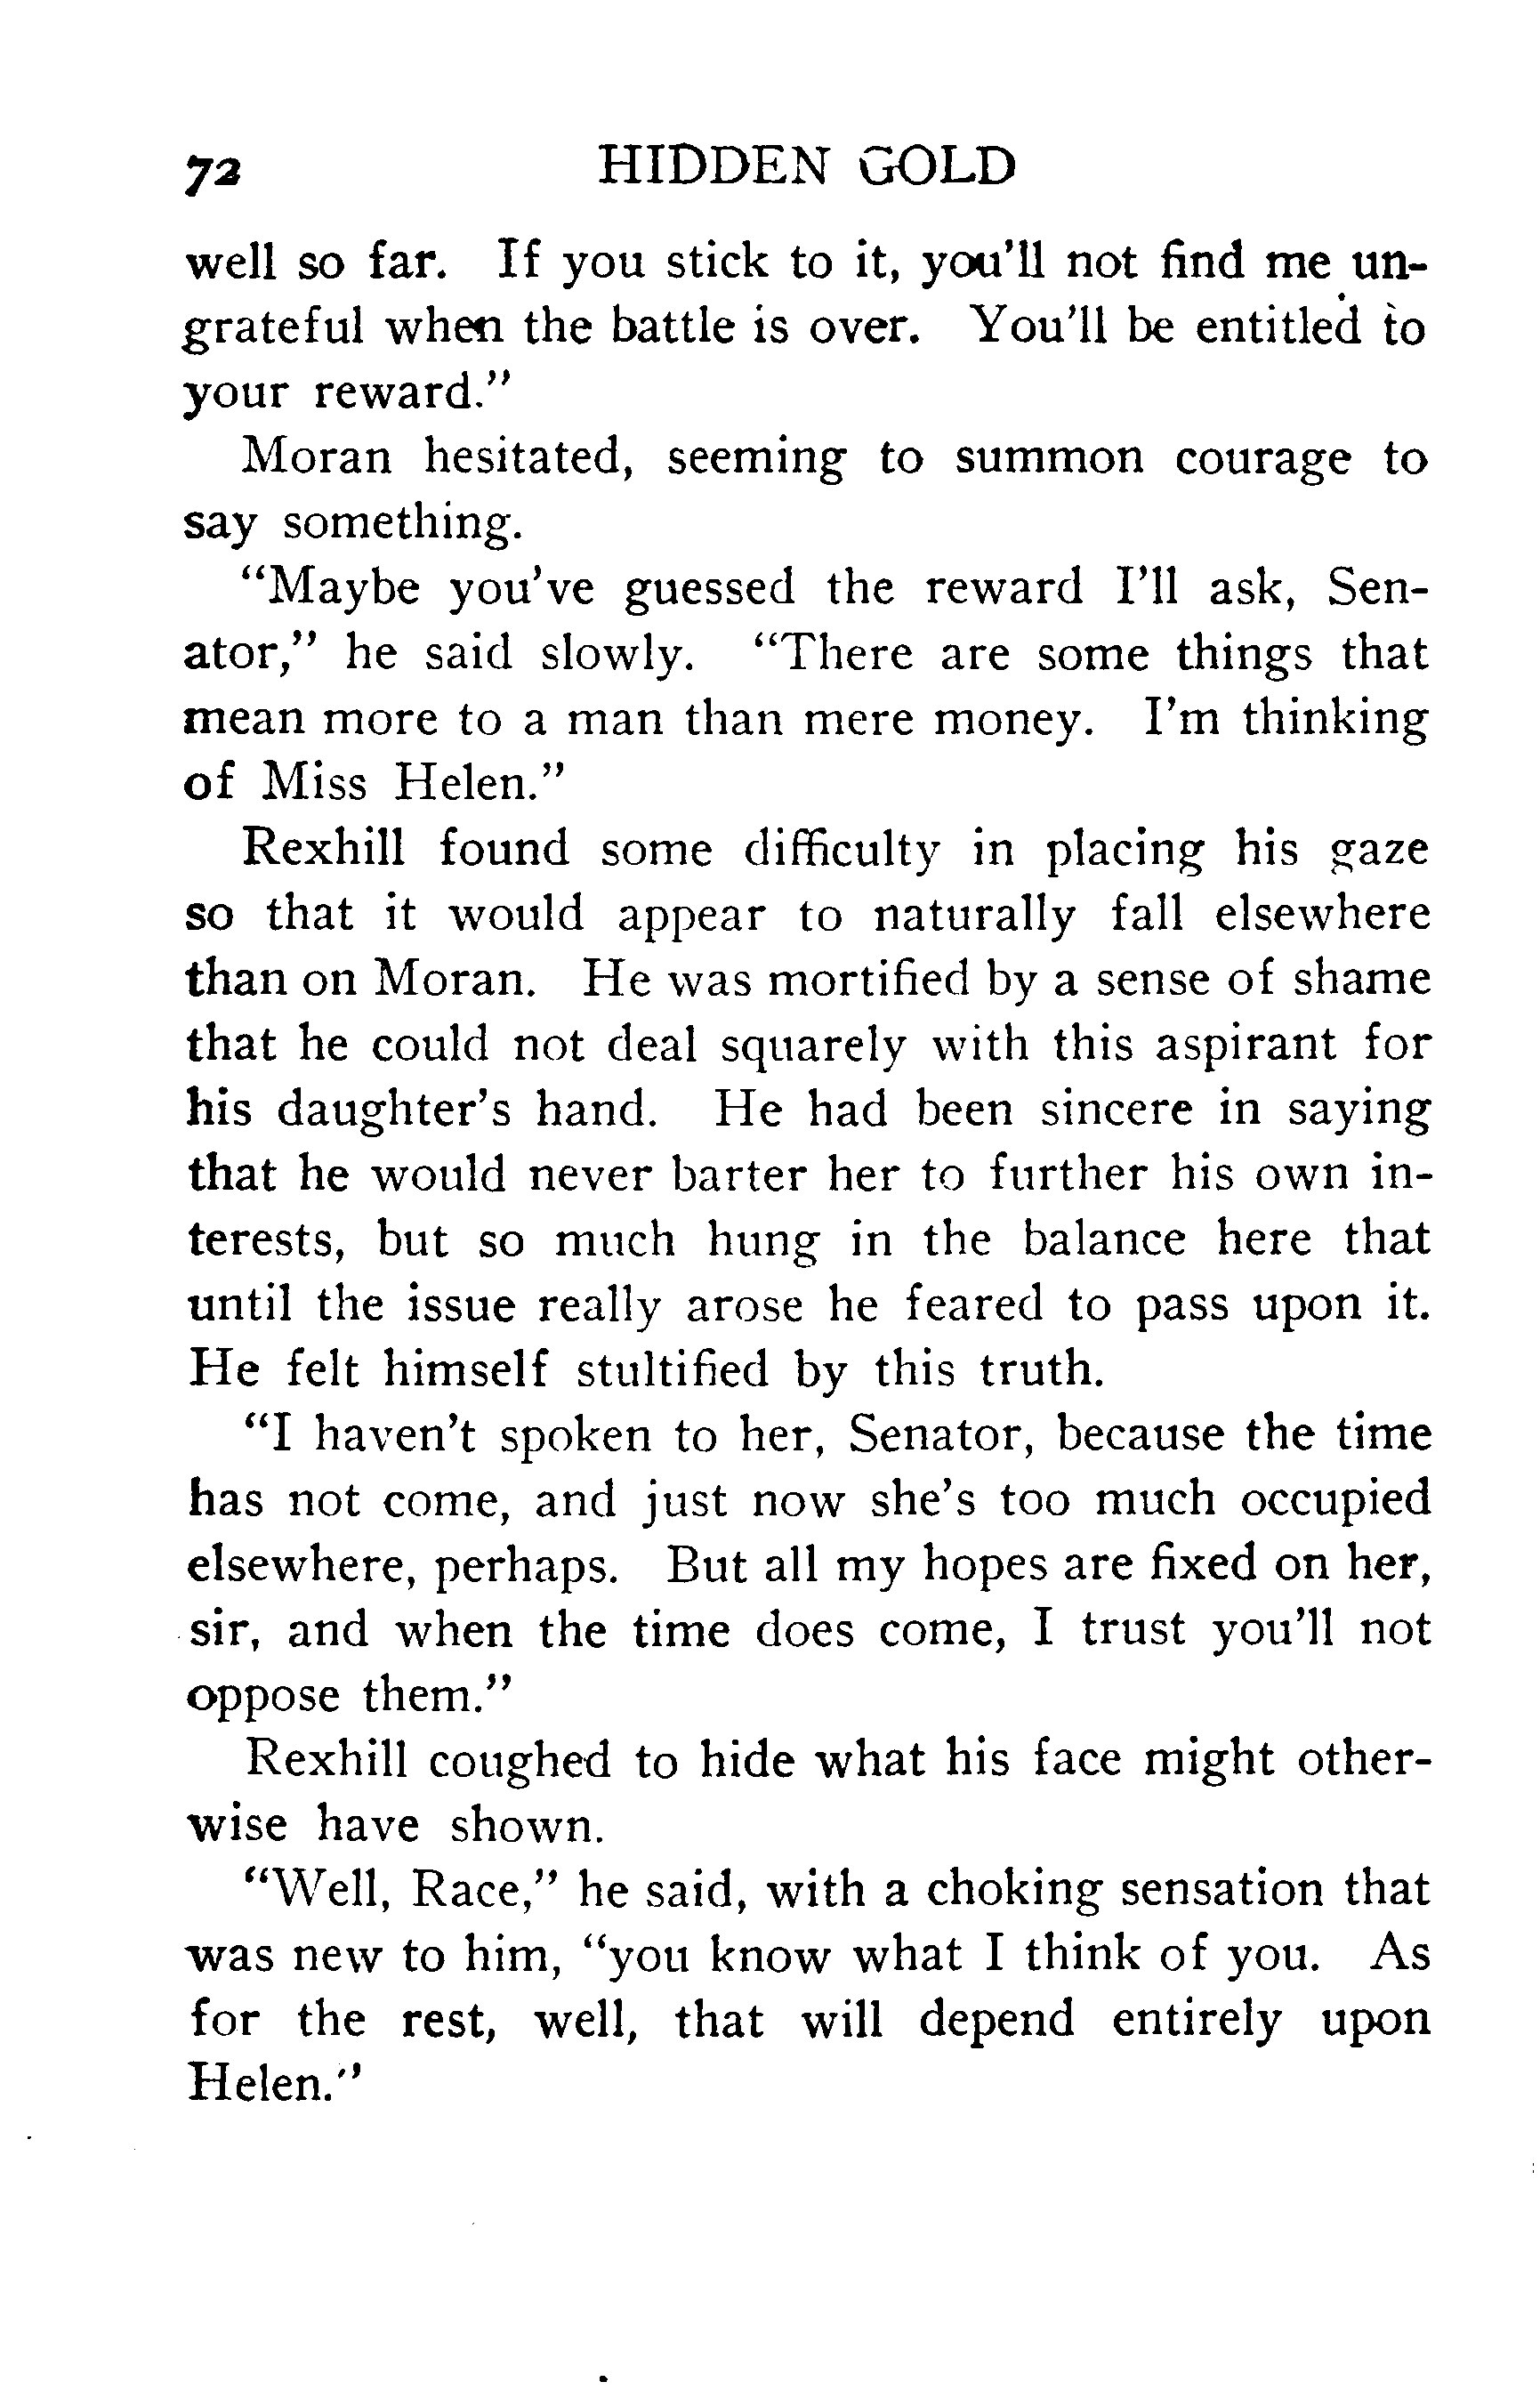 72 HIDDEN GOLD
well so far. If you stick to it, you'll not find me un-
grateful when the battle is over. You'll be entitled to
your reward."
Moran hesitated, seeming to summon courage to
say something.
"Maybe you've guessed the reward I'll ask, Sen-
ator," he said slowly. "There are some things that
mean more to a man than mere money. I'm thinking
of Miss Helen."
Rexhill found some difficulty in placing his gaze
so that it would appear to naturally fall elsewhere
than on Moran. He was mortified by a sense of shame
that he could not deal squarely with this aspirant for
his daughter's hand. He had been sincere in saying
that he would never barter her to further his own in-
terests, but so much hung in the balance here that
until the issue really arose he feared to pass upon it.
He felt himself stultified by this truth.
"I haven't spoken to her, Senator, because the time
has not come, and just now she's too much occupied
elsewhere, perhaps. But all my hopes are fixed on her,
sir, and when the time does come, I trust you'll not
oppose them."
Rexhill coughed to hide what his face might other-
wise have shown.
"Well, Race," he said, with a choking sensation that
was new to him, "you know what I think of you. As
for the rest, well, that will depend entirely upon
Helen."